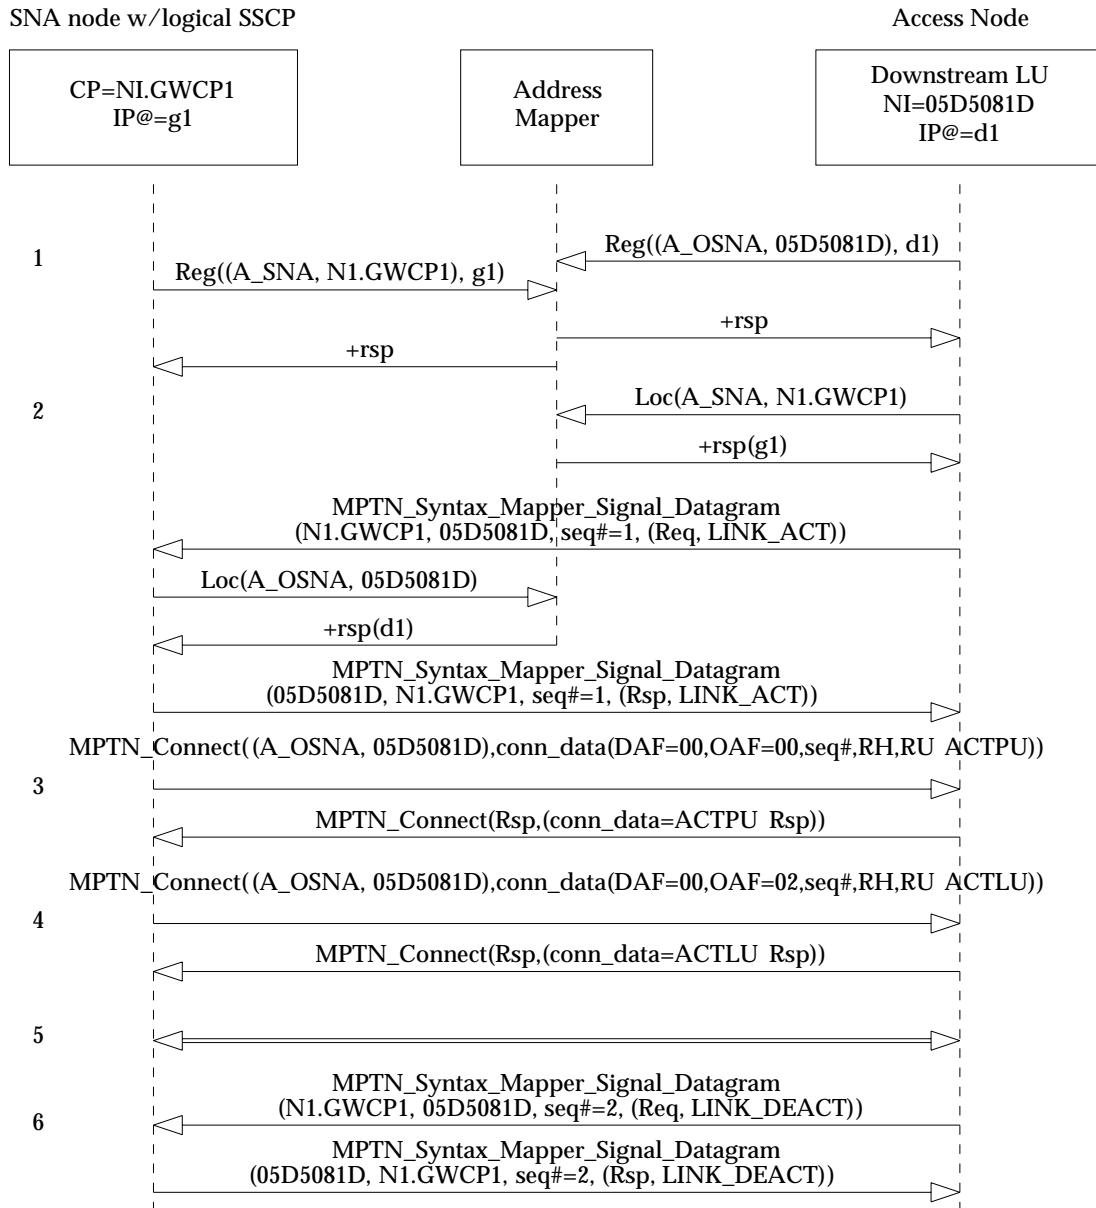 SNA node w/logical SSCP
Access Node
CP=NI.GWCP1
IP@=g1
Address
Mapper
Downstream LU
NI=05D5081D
IP@=d1
1
Reg((A_OSNA, 05D5081D), d1)
Reg((A_SNA, N1.GWCP1), g1)
+rsp
+rsp
2
Loc(A_SNA, N1.GWCP1)
+rsp(g1)
MPTN_Syntax_Mapper_Signal_Datagram
(N1.GWCP1, 05D5081D, seq#=1, (Req, LINK_ACT))
Loc(A_OSNA, 05D5081D)
+rsp(d1)
MPTN_Syntax_Mapper_Signal_Datagram
(05D5081D, N1.GWCP1, seq#=1, (Rsp, LINK_ACT))
MPTN_Connect((A_OSNA, 05D5081D),conn_data(DAF=00,OAF=00,seq#,RH,RU ACTPU))
3
MPTN_Connect(Rsp,(conn_data=ACTPU Rsp))
MPTN_Connect((A_OSNA, 05D5081D),conn_data(DAF=00,OAF=02,seq#,RH,RU ACTLU))
4
MPTN_Connect(Rsp,(conn_data=ACTLU Rsp))
5
MPTN_Syntax_Mapper_Signal_Datagram
(N1.GWCP1, 05D5081D, seq#=2, (Req, LINK_DEACT))
6
MPTN_Syntax_Mapper_Signal_Datagram
(05D5081D, N1.GWCP1, seq#=2, (Rsp, LINK_DEACT))